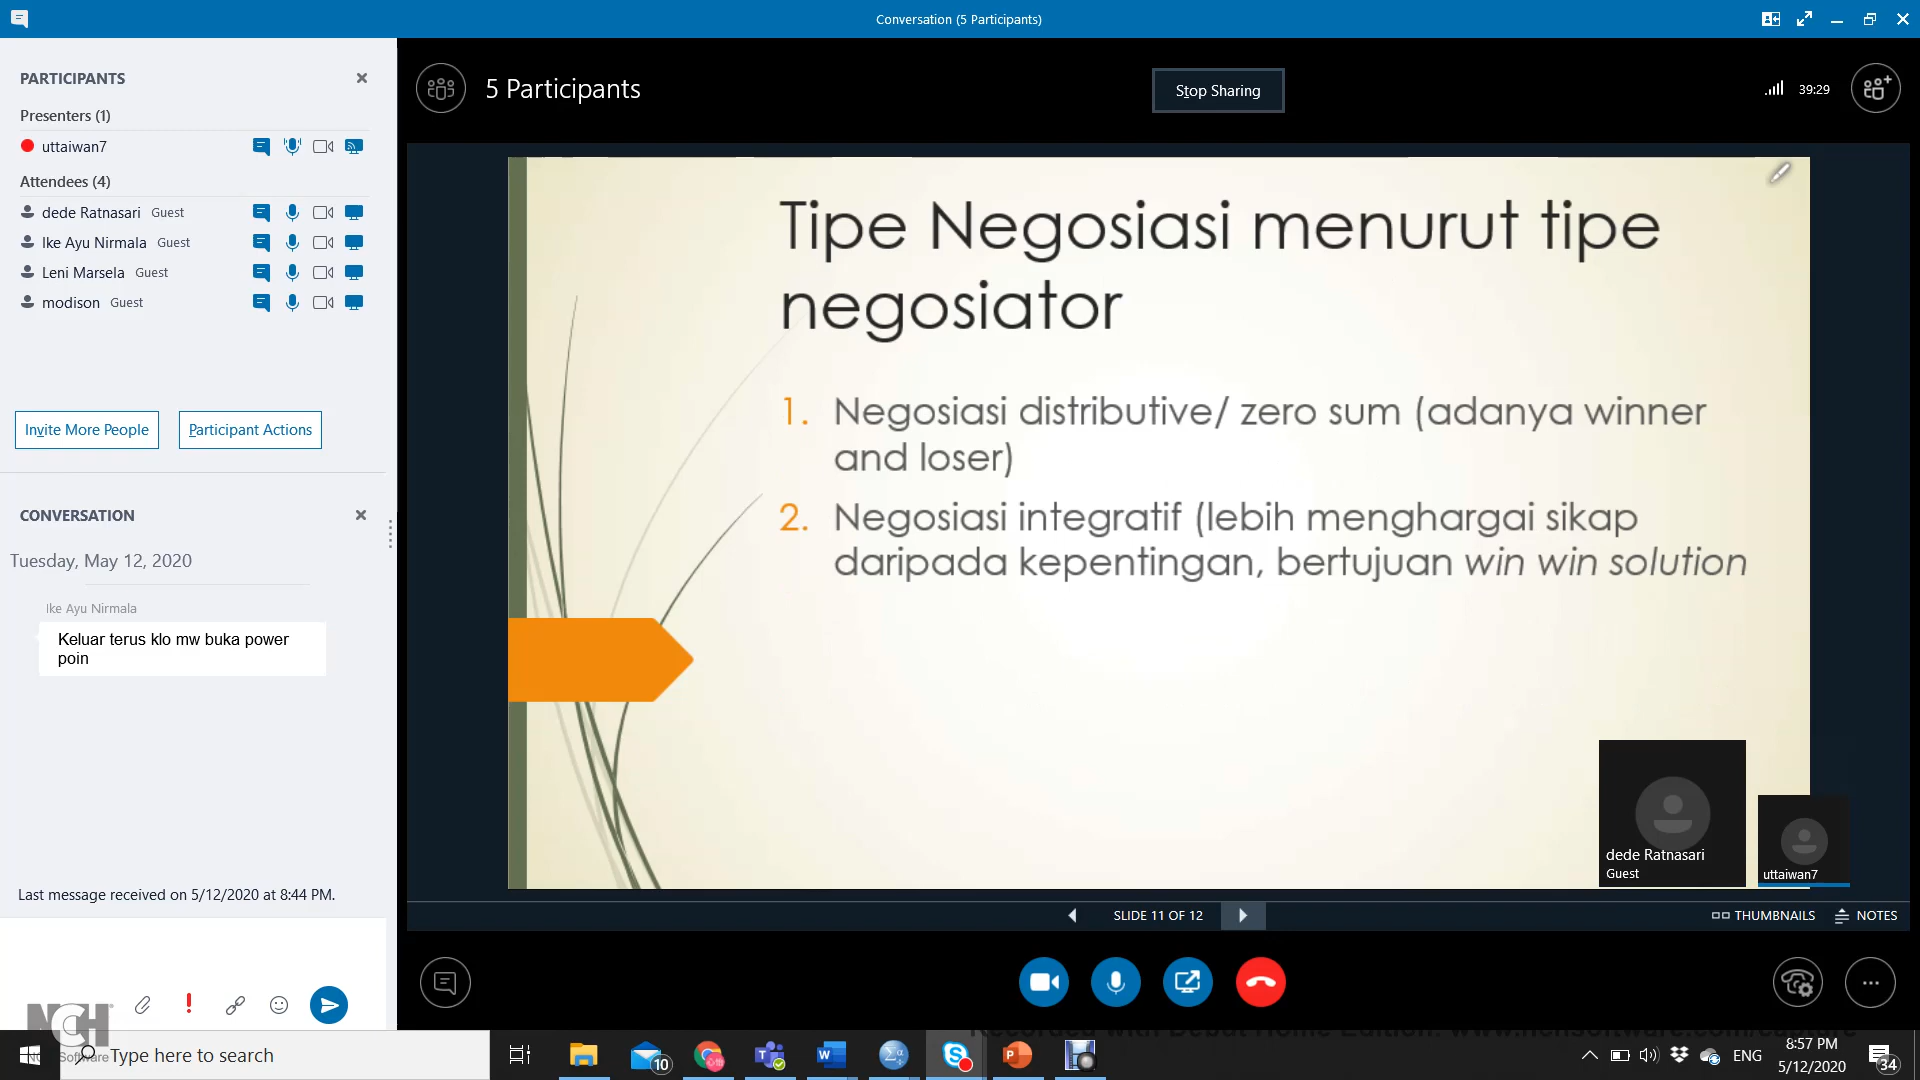 Conversation (5 Participants)
PARTICIPANTS
Presenters (1)
uttaiwan7
Attendees (4)
dede Ratnasari Guest
Ike Ayu Nirmala Guest
Leni Marsela Guest
modison Guest
Invite More People
Participant Actions
CONVERSATION
Tuesday, May 12, 2020
Ike Ayu Nirmala
Keluar terus klo mw buka power
poin
Last message received on 5/12/2020 at 8:44 PM.
5 Participants
Stop Sharing
39:29
Tipe Negosiasi menurut tipe
negosiator
1. Negosiasi distributive/ zero sum (adanya winner
and loser)
2. Negosiasi integratif (lebih menghargai sikap
daripada kepentingan, bertujuan win win solution
dede Ratnasari
Guest
uttaiwan7
SLIDE 11 OF 12
THUMBNAILS
NOTES
NCH
Software
Type here to search
10
ENG
8:57 PM
5/12/2020
34